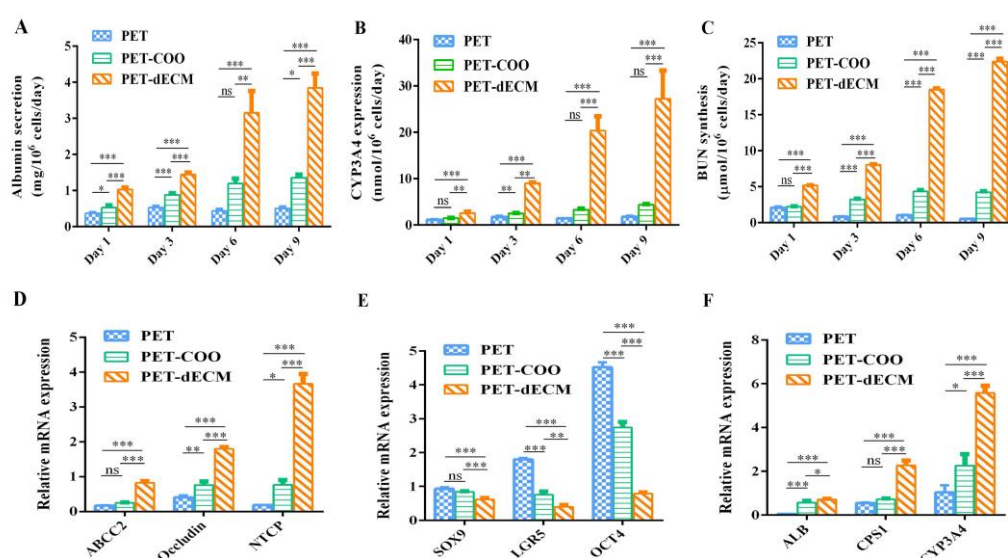 A
PET
PET-COO
PET-dECM
Albumin secretion
(mg/10⁶ cells/day)
5
4
3
2
1
0
***
***
*
***
***
***
***
**
ns
***
***
*
Day 1
Day 3
Day 6
Day 9
B
PET
PET-COO
PET-dECM
CYP3A4 expression
(nmol/10⁶ cells/day)
40
30
20
10
0
***
**
ns
***
**
**
***
***
ns
***
***
ns
Day 1
Day 3
Day 6
Day 9
C
PET
PET-COO
PET-dECM
BUN synthesis
(μmol/10⁶ cells/day)
25
20
15
10
5
0
***
***
ns
***
***
***
***
***
***
***
***
***
Day 1
Day 3
Day 6
Day 9
D
PET
PET-COO
PET-dECM
Relative mRNA expression
5
4
3
2
1
0
***
ns ***
***
***
**
***
***
*
ABCC2
Occludin
NTCP
E
PET
PET-COO
PET-dECM
Relative mRNA expression
5
4
3
2
1
0
***
ns ***
***
**
***
***
***
***
SOX9
LGR5
OCT4
F
PET
PET-COO
PET-dECM
Relative mRNA expression
8
6
4
2
0
***
*
***
***
ns ***
***
***
*
ALB
CPS1
CYP3A4